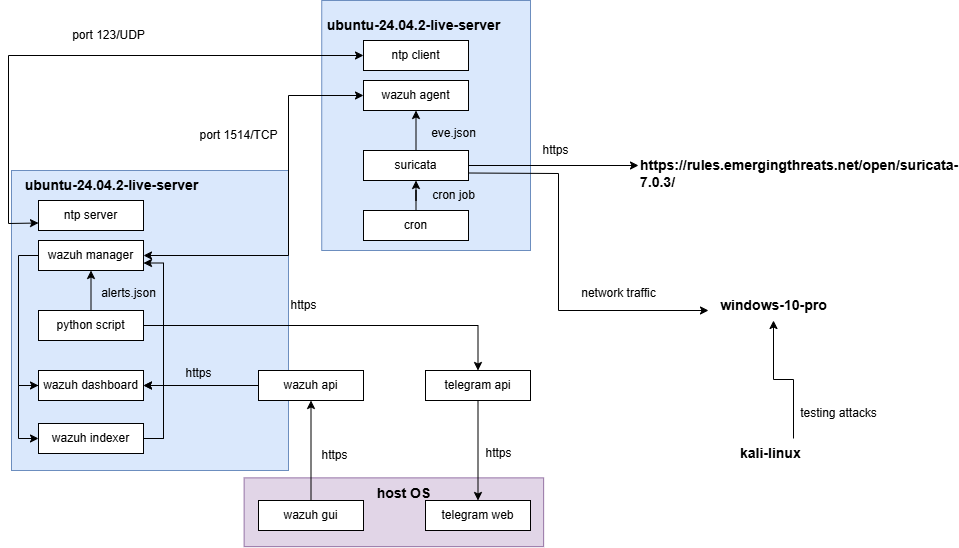 ubuntu-24.04.2-live-server
port 123/UDP
ntp client
wazuh agent
port 1514/TCP
eve.json
https
suricata
https://rules.emergingthreats.net/open/suricata-
7.0.3/
cron job
cron
ubuntu-24.04.2-live-server
ntp server
wazuh manager
alerts.json
https
network traffic
windows-10-pro
python script
https
wazuh dashboard
wazuh api
telegram api
testing attacks
wazuh indexer
https
https
kali-linux
host OS
wazuh gui
telegram web